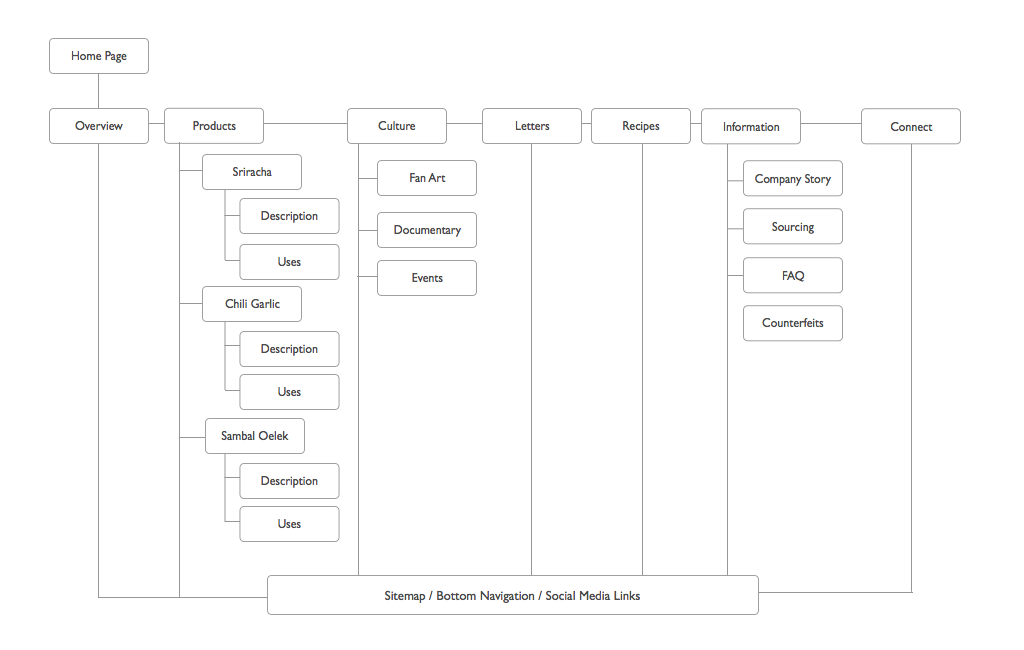 Home Page
Overview
Products
Culture
Letters
Recipes
Information
Connect
Sriracha
Description
Uses
Chili Garlic
Description
Uses
Sambal Oelek
Description
Uses
Fan Art
Documentary
Events
Company Story
Sourcing
FAQ
Counterfeits
Sitemap / Bottom Navigation / Social Media Links